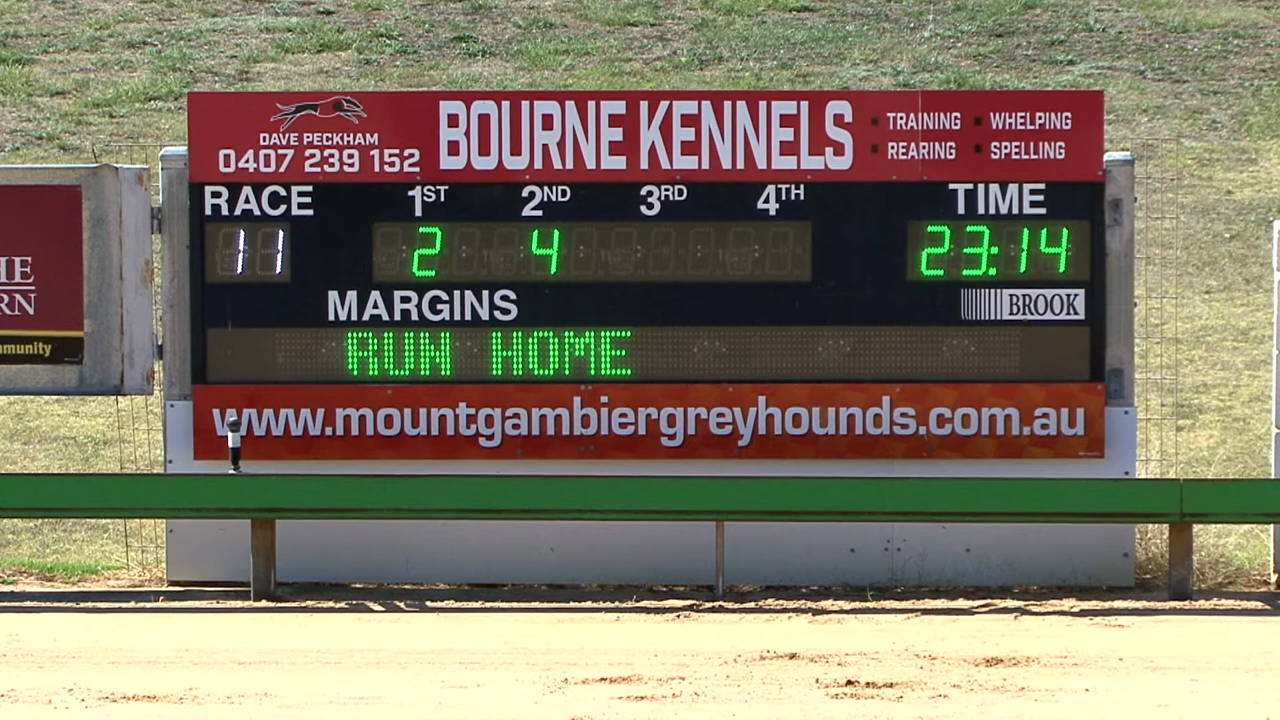 DAVE PECKHAM
0407 239 152
BOURNE KENNELS
TRAINING
WHELPING
REARING
SPELLING
RACE
1ST
2ND
3RD
4TH
TIME
11
2
4
23:14
MARGINS
BROOK
RUN HOME
www.mountgambiergreyhounds.com.au